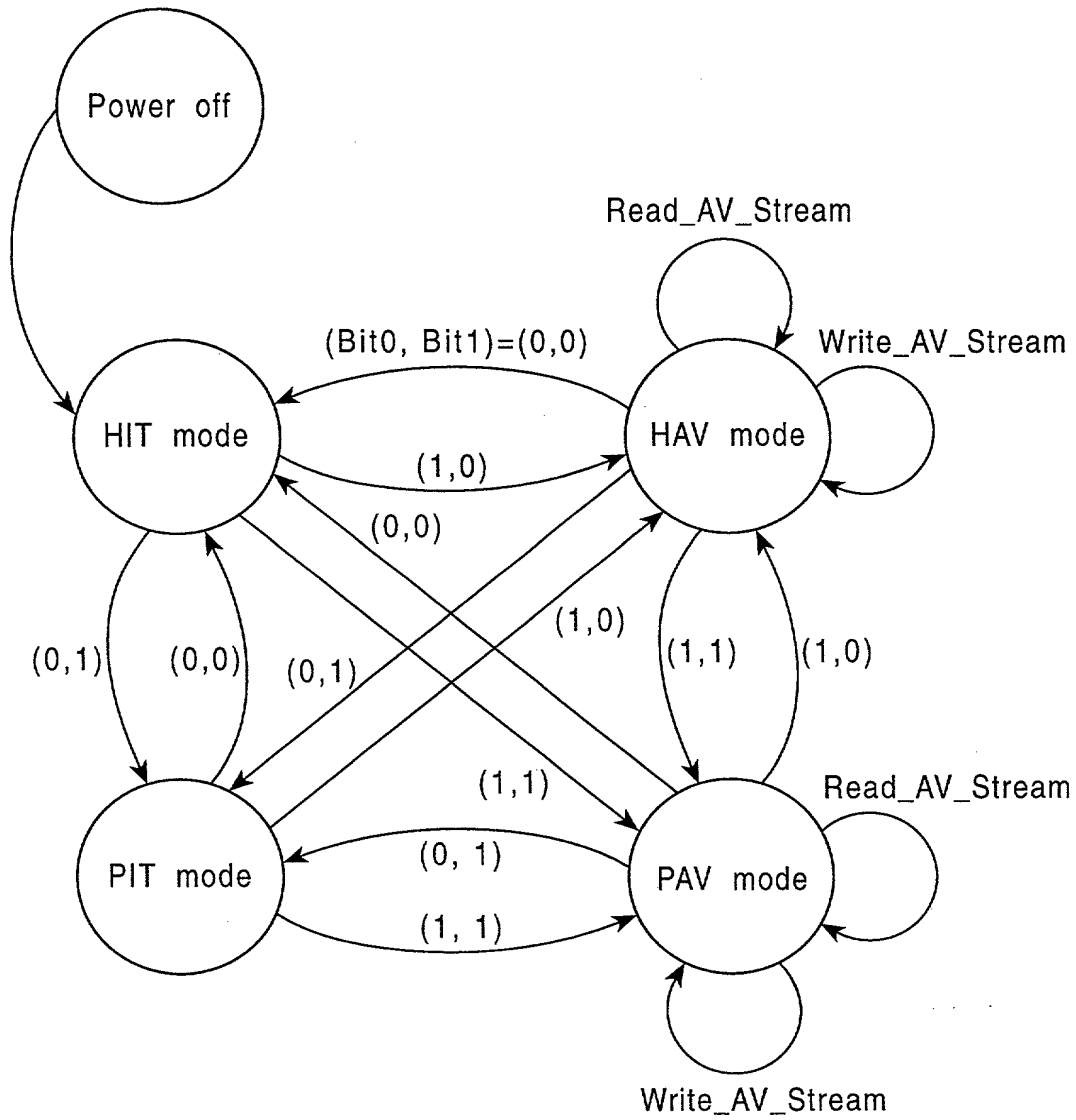 Power off
Read_AV_Stream
(Bit0, Bit1)=(0,0)
Write_AV_Stream
HIT mode
HAV mode
(1,0)
(0,0)
(1,0)
(0,1)
(0,0)
(0,1)
(1,1)
(1,0)
(1,1)
Read_AV_Stream
(0, 1)
PIT mode
PAV mode
(1, 1)
Write_AV_Stream